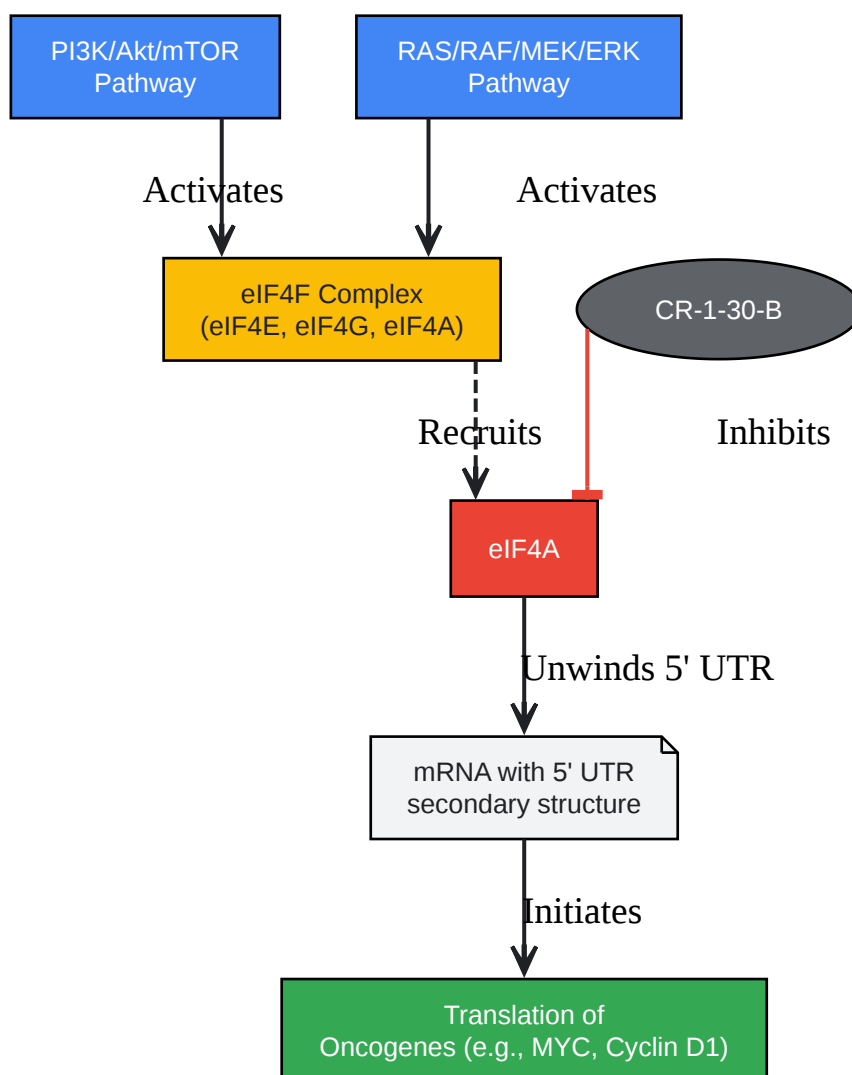 PI3K/Akt/mTOR
Pathway
RAS/RAF/MEK/ERK
Pathway
Activates
Activates
eIF4F Complex
(eIF4E, eIF4G, eIF4A)
CR-1-30-B
Recruits
Inhibits
eIF4A
Unwinds 5' UTR
mRNA with 5' UTR
secondary structure
Initiates
Translation of
Oncogenes (e.g., MYC, Cyclin D1)